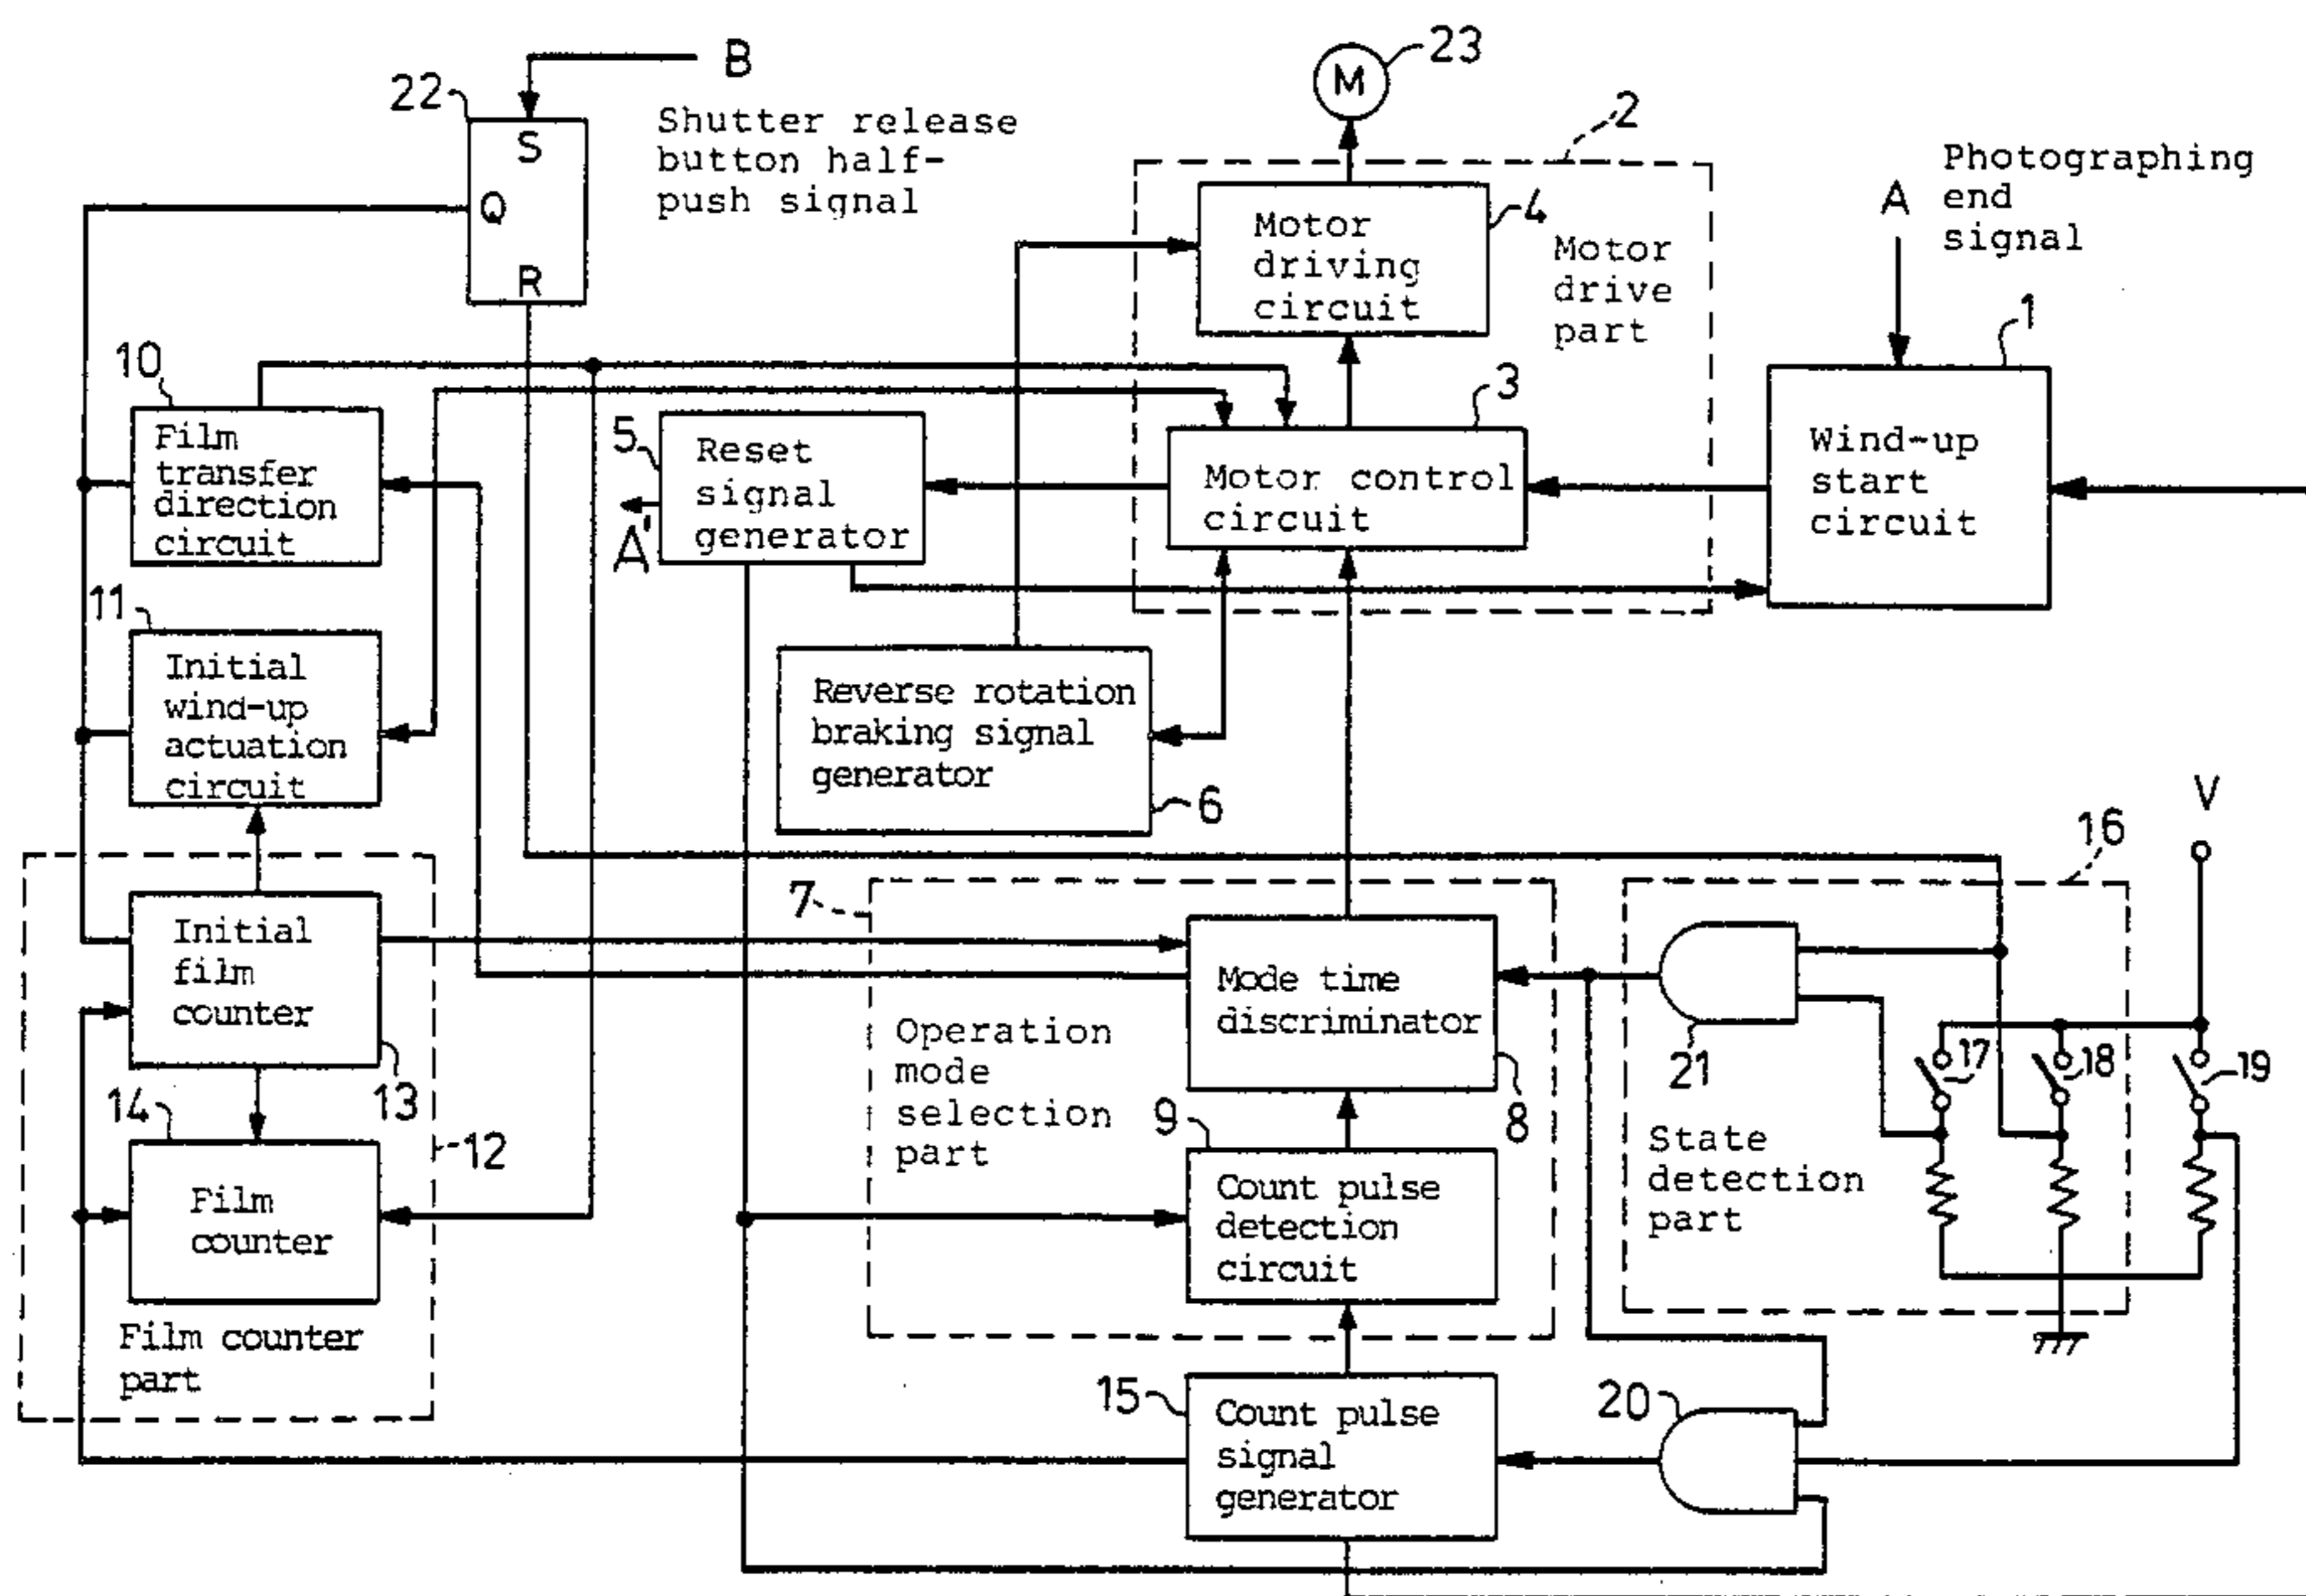 B
22
S
Q
R
Shutter release
button half-
push signal
M
23
2
Motor
driving
circuit
4
Motor
drive
part
A
Photographing
end
signal
1
10
Film
transfer
direction
circuit
5
Reset
signal
generator
A'
3
Motor control
circuit
Wind-up
start
circuit
11
Initial
wind-up
actuation
circuit
Reverse rotation
braking signal
generator
6
V
16
7
Initial
film
counter
13
Mode time
discriminator
8
Operation
mode
selection
part
21
17
18
19
14
12
9
State
detection
part
Film
counter
Count pulse
detection
circuit
Film counter
part
15
Count pulse
signal
generator
20